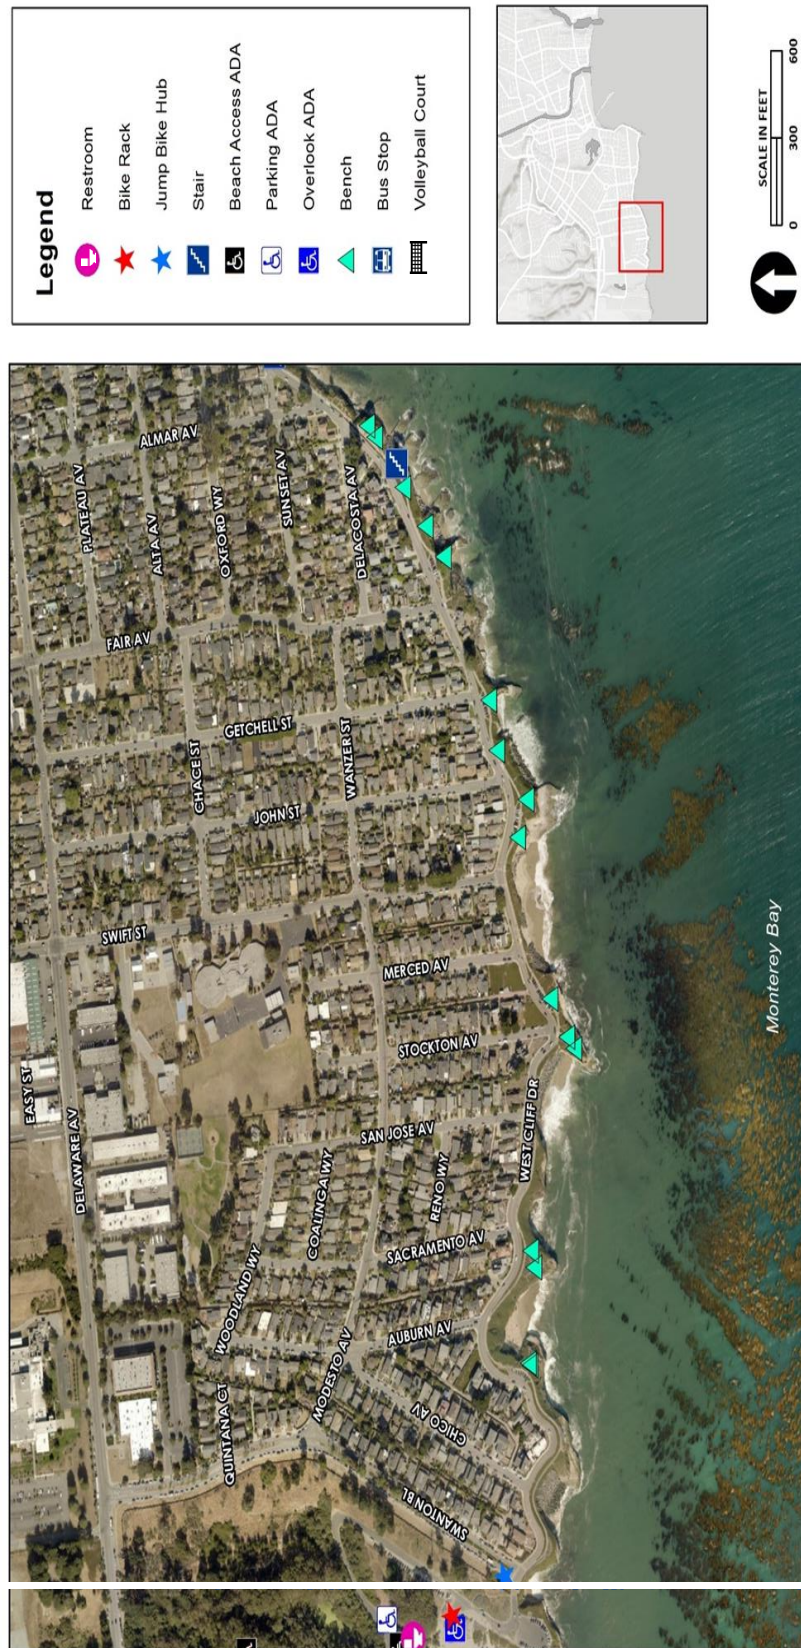 Legend
Restroom
Bike Rack
Jump Bike Hub
Stair
Beach Access ADA
Parking ADA
Overlook ADA
Bench
Bus Stop
Volleyball Court
SCALE IN FEET
0 300 600
ALMAR AV
PLATEAU AV
ALTA AV
OXFORD WY
SUNSET AV
DELACOSTA AV
FAIR AV
GETCHELL ST
CHACE ST
WANZER ST
JOHN ST
SWIFT ST
MERCED AV
STOCKTON AV
EASY ST
DELAWARE AV
SAN JOSE AV
WEST CLIFF DR
COALINGA WY
RENO WY
SACRAMENTO AV
WOODLAND WY
AUBURN AV
MODESTO AV
QUINTANA CT
CHICO AV
SWANTON BL
Monterey Bay